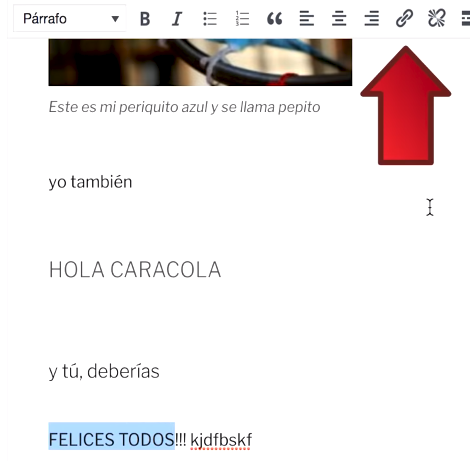 Párrafo
Este es mi periquito azul y se llama pepito
yo también
HOLA CARACOLA
y tú, deberías
FELICES TODOS!!! kjdfbskf